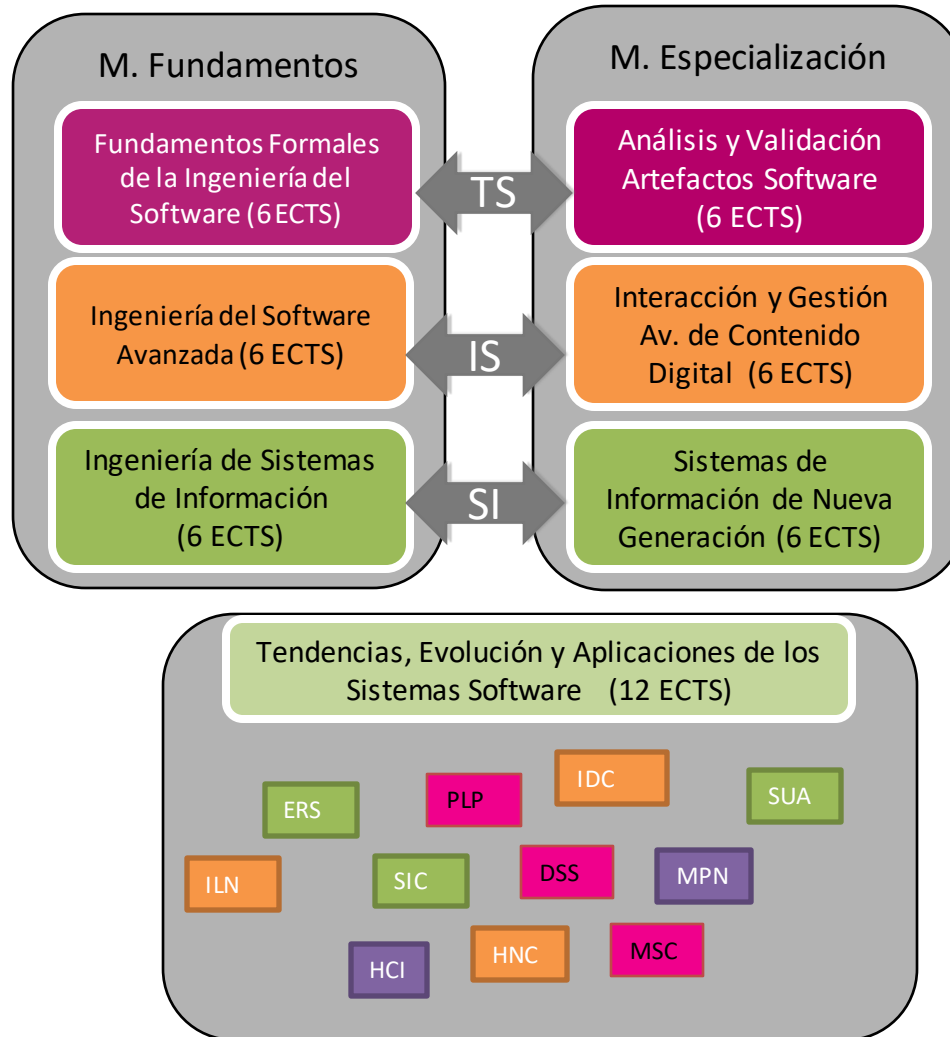 M. Fundamentos
Fundamentos Formales
de la Ingeniería del
Software (6 ECTS)
Ingeniería del Software
Avanzada (6 ECTS)
Ingeniería de Sistemas
de Información
(6 ECTS)
TS
IS
SI
M. Especialización
Análisis y Validación
Artefactos Software
(6 ECTS)
Interacción y Gestión
Av. de Contenido
Digital (6 ECTS)
Sistemas de
Información de Nueva
Generación (6 ECTS)
Tendencias, Evolución y Aplicaciones de los
Sistemas Software (12 ECTS)
ERS
PLP
IDC
SUA
ILN
SIC
DSS
MPN
HCI
HNC
MSC